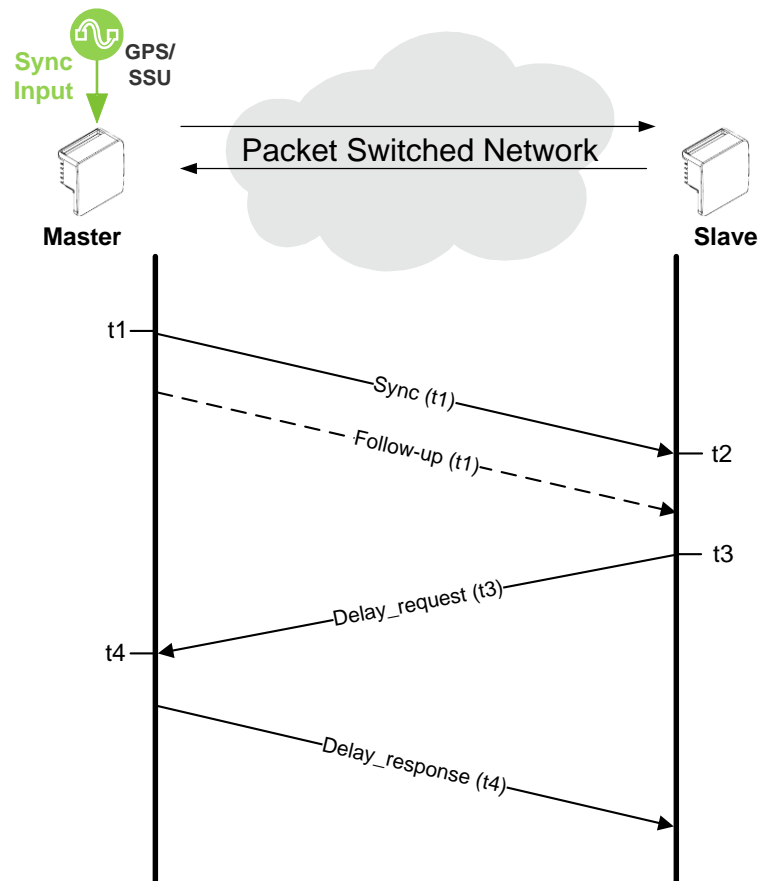 Sync
Input
GPS/
SSU
Packet Switched Network
Master
Slave
t1
Sync (t1)
Follow-up (t1)
t2
t3
Delay_request (t3)
t4
Delay_response (t4)